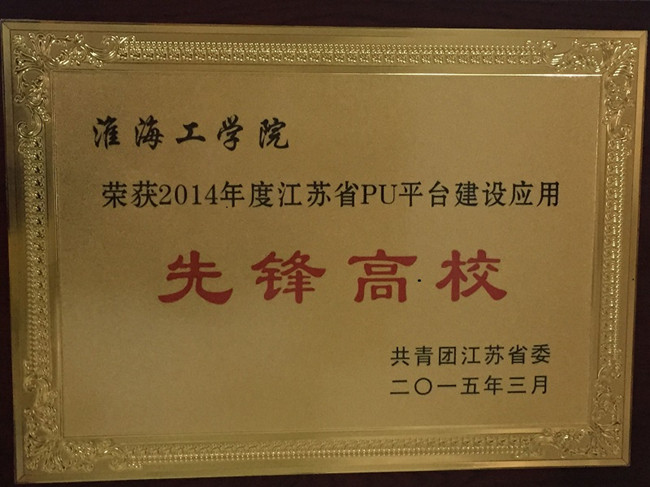 淮海工学院
荣获2014年度江苏省PU平台建设应用
先锋高校
共青团江苏省委
二〇一五年三月